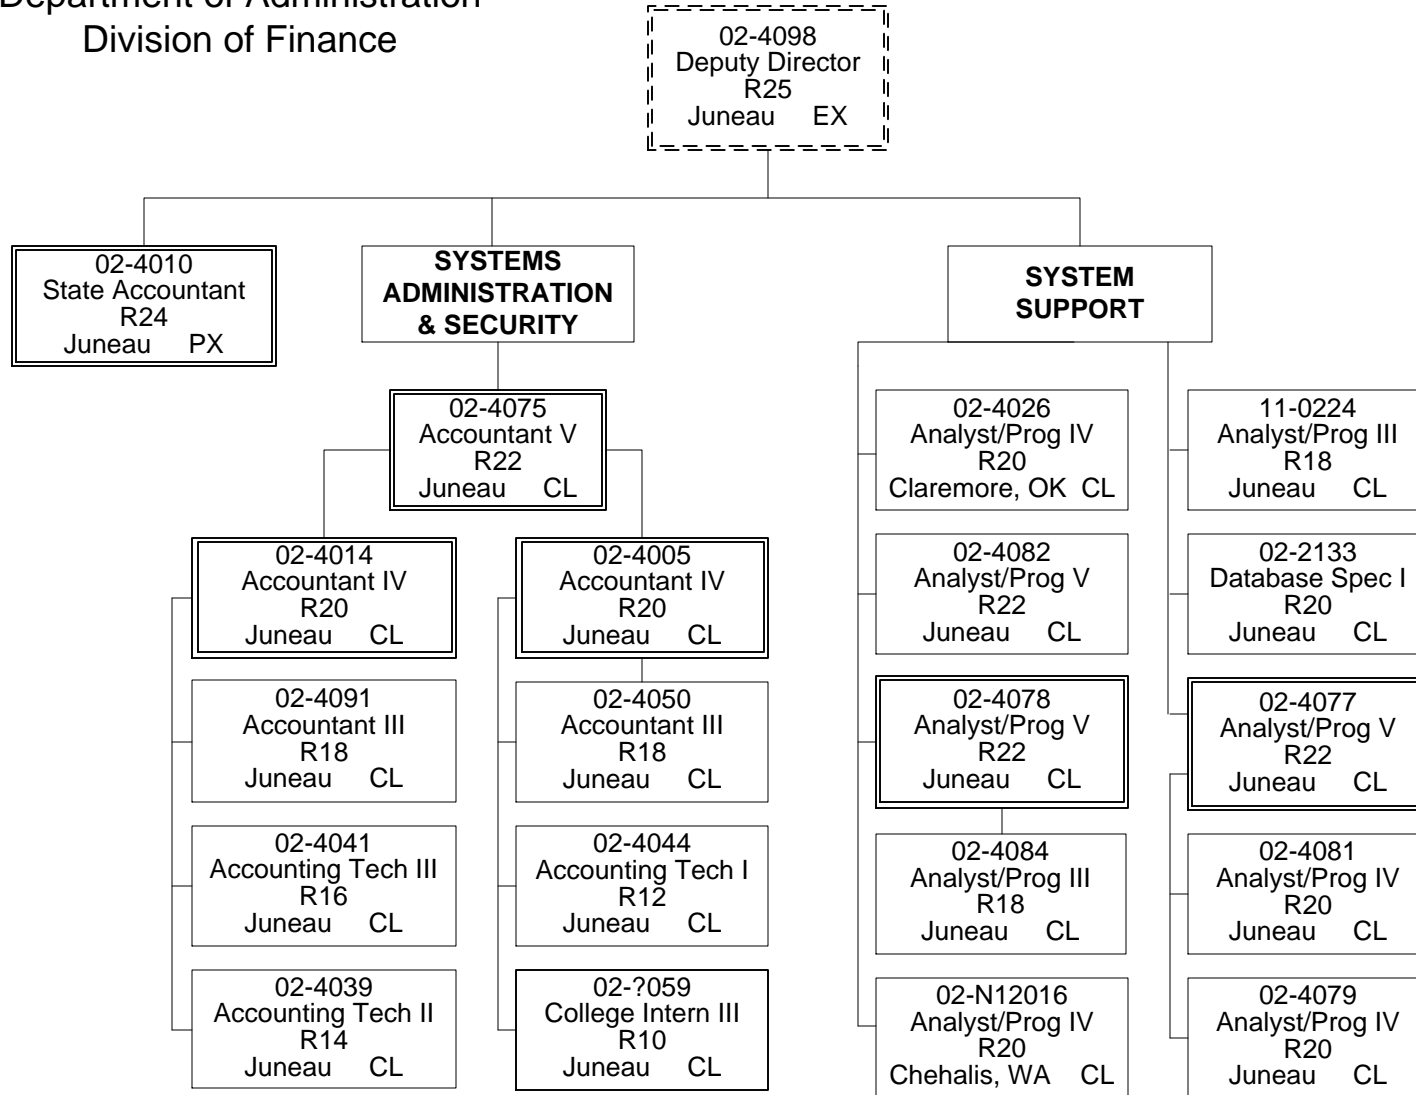 Department of Administration
Division of Finance
02-4098
Deputy Director
R25
Juneau EX
02-4010
State Accountant
R24
Juneau PX
SYSTEMS
ADMINISTRATION
& SECURITY
SYSTEM
SUPPORT
02-4075
Accountant V
R22
Juneau CL
02-4014
Accountant IV
R20
Juneau CL
02-4091
Accountant III
R18
Juneau CL
02-4041
Accounting Tech III
R16
Juneau CL
02-4039
Accounting Tech II
R14
Juneau CL
02-4005
Accountant IV
R20
Juneau CL
02-4050
Accountant III
R18
Juneau CL
02-4044
Accounting Tech I
R12
Juneau CL
02-?059
College Intern III
R10
Juneau CL
02-4026
Analyst/Prog IV
R20
Claremore, OK CL
02-4082
Analyst/Prog V
R22
Juneau CL
02-4078
Analyst/Prog V
R22
Juneau CL
02-4084
Analyst/Prog III
R18
Juneau CL
02-N12016
Analyst/Prog IV
R20
Chehalis, WA CL
11-0224
Analyst/Prog III
R18
Juneau CL
02-2133
Database Spec I
R20
Juneau CL
02-4077
Analyst/Prog V
R22
Juneau CL
02-4081
Analyst/Prog IV
R20
Juneau CL
02-4079
Analyst/Prog IV
R20
Juneau CL